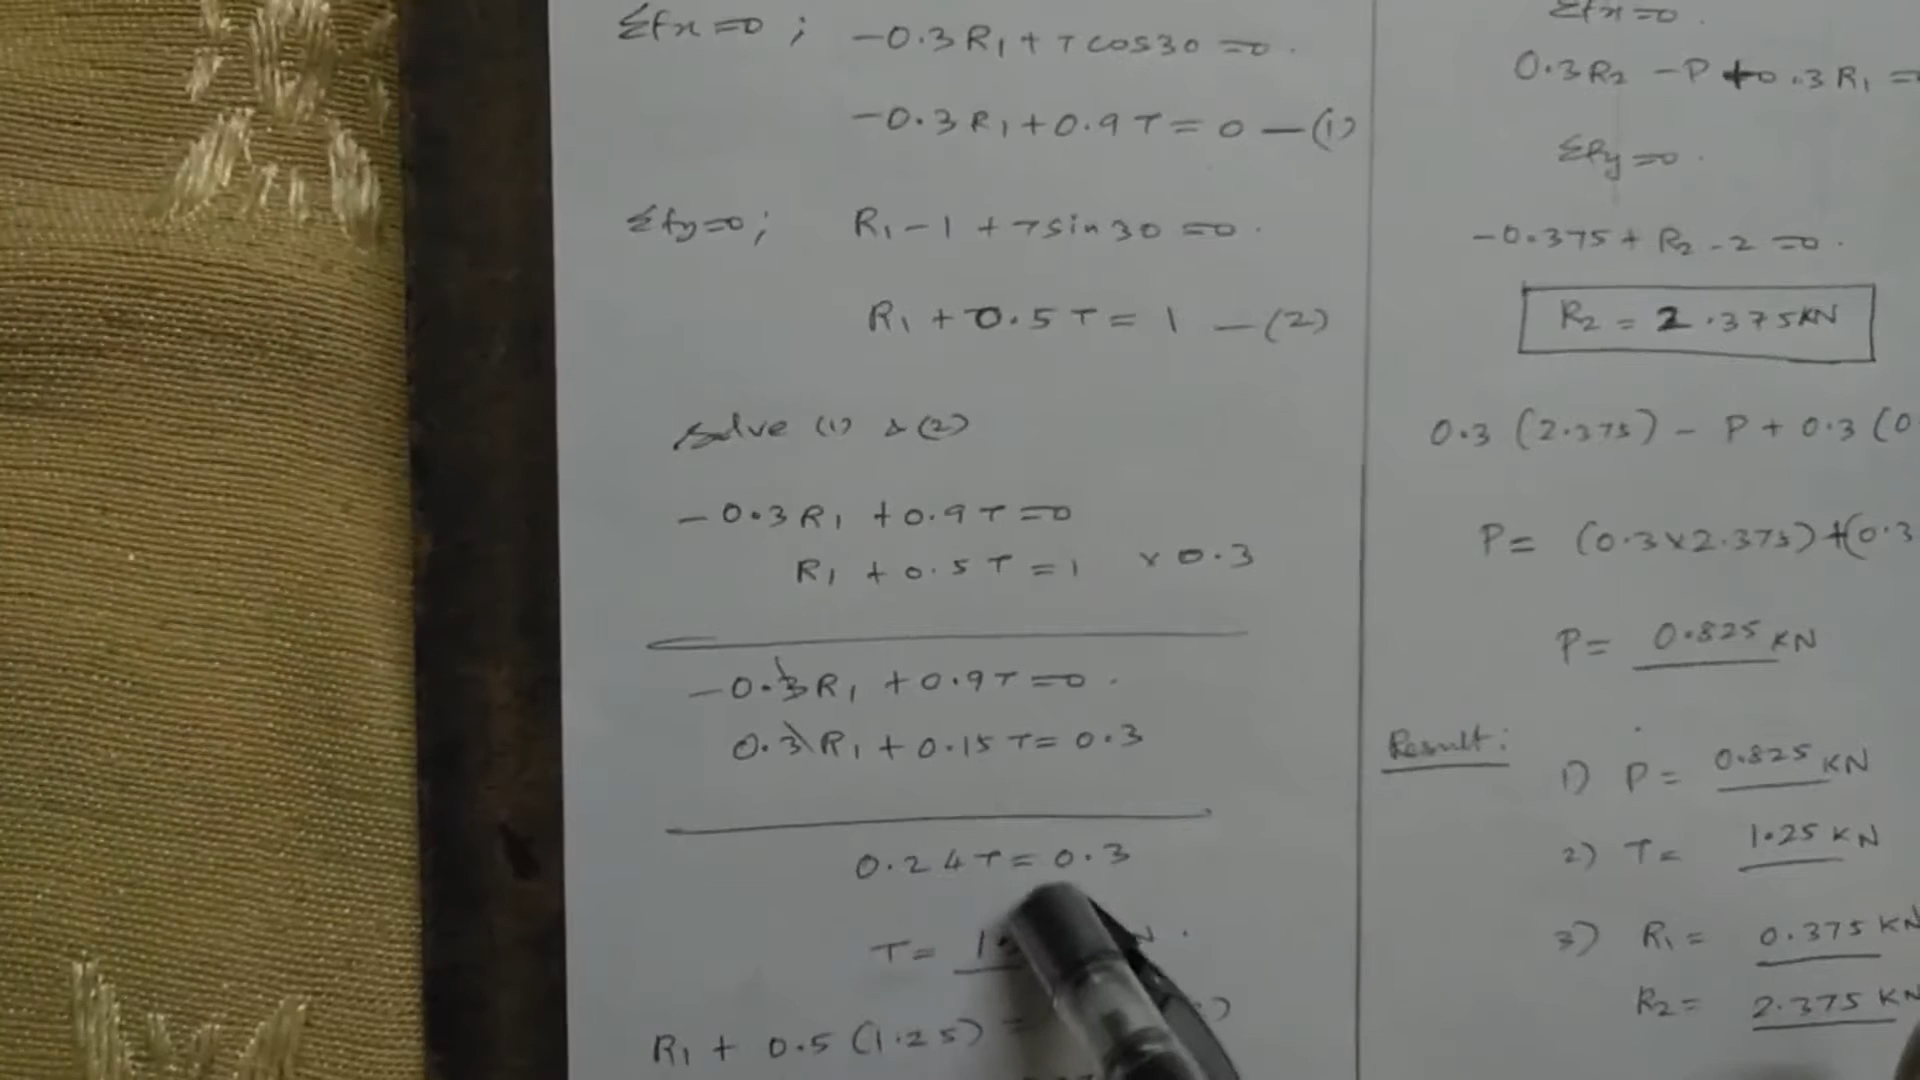 Σfx=0 ; -0.3R₁ + T cos30 =0.
-0.3R₁+0.9T = 0 — (1)
Σfy=0; R₁-1 + T sin30 =0.
R₁ + 0.5T = 1 — (2)
solve (1) & (2)
-0.3R₁ +0.9T=0
R₁ +0.5T =1 x 0.3
-0.3R₁ +0.9T=0.
0.3R₁ + 0.15T= 0.3
0.24T= 0.3
T=
R₁ + 0.5 (1.25) =
Σfx=0.
0.3R₂ -P +0.3R₁ =
Σfy=0.
-0.375 + R₂ -2 =0.
R₂ = 2.375KN
0.3 (2.375) - P + 0.3 (0
P= (0.3x2.375)+(0.3
P= 0.825 KN
Result:
1) P= 0.825 KN
2) T= 1.25 KN
3) R₁= 0.375 KN
R₂= 2.375 KN